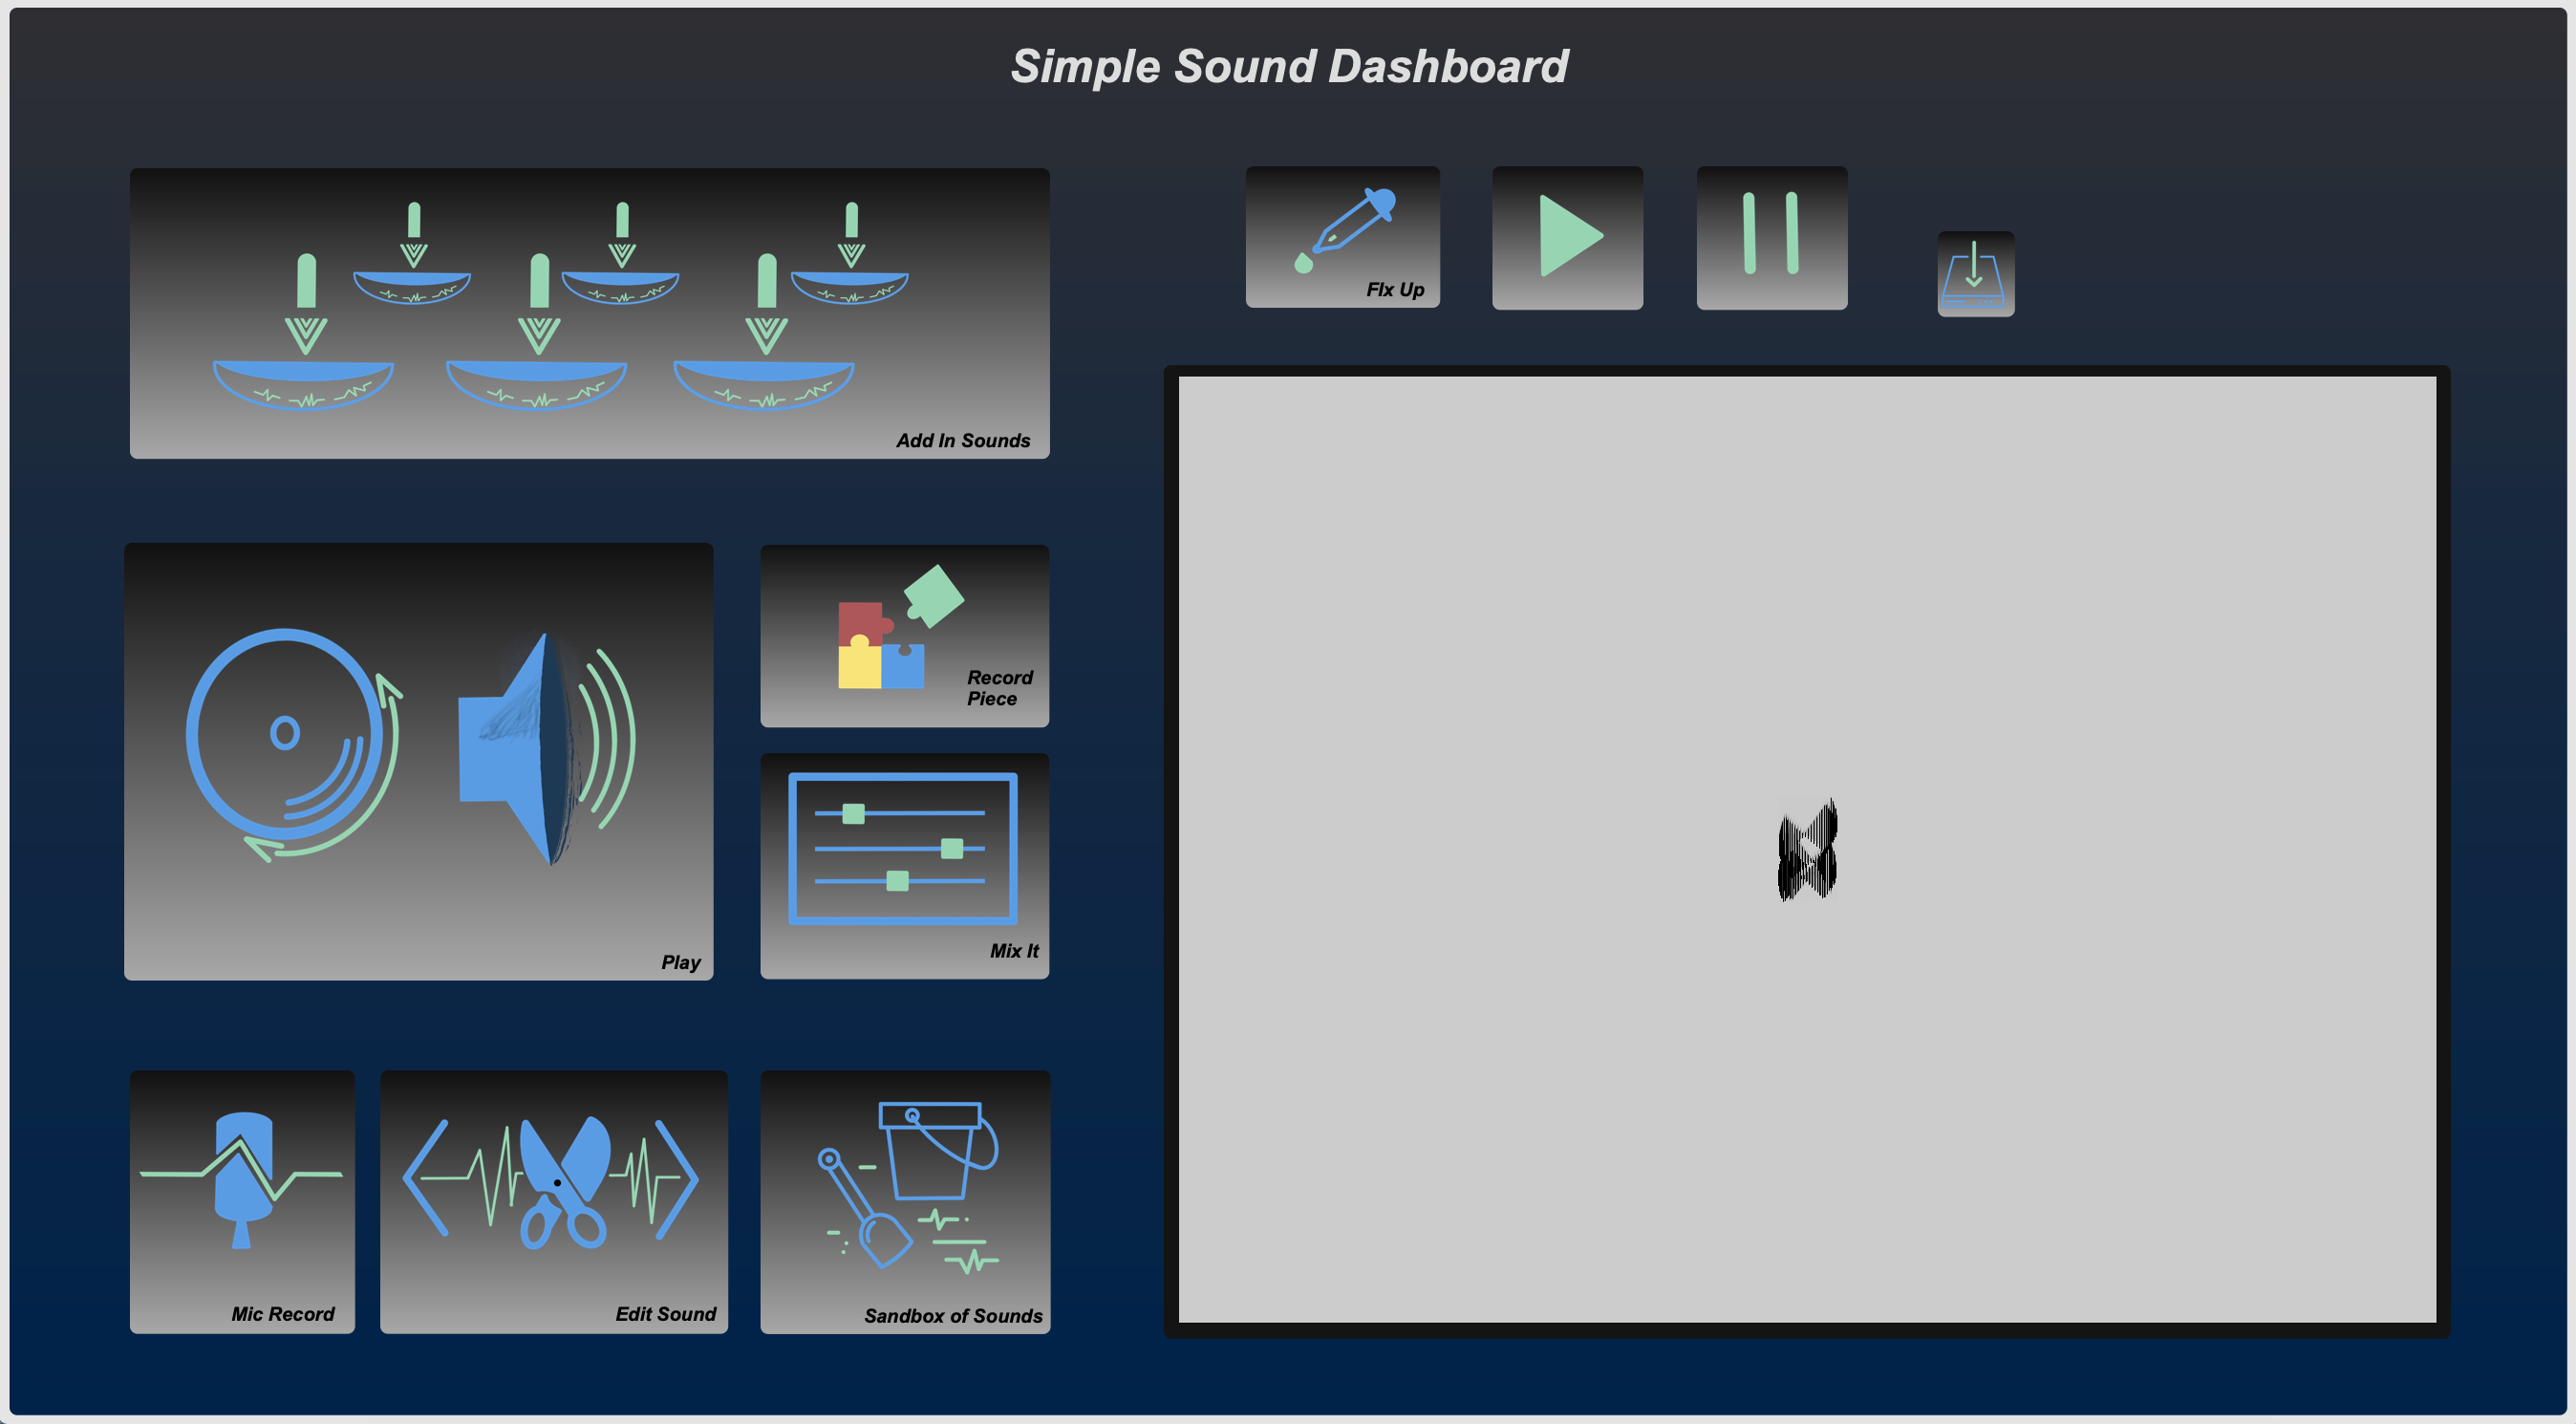 Simple Sound Dashboard
FIx Up
Add In Sounds
Record
Piece
Mix It
Play
Mic Record
Edit Sound
Sandbox of Sounds